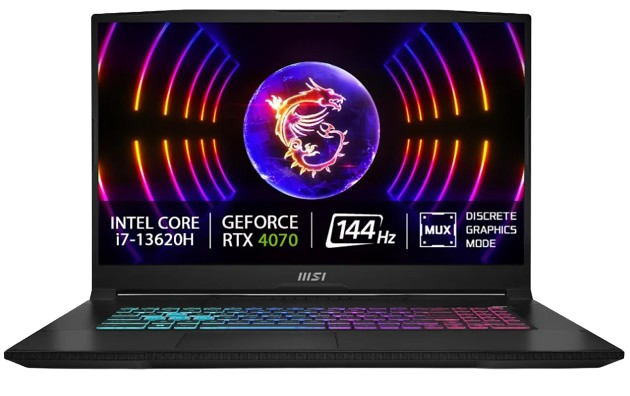 INTEL CORE
i7-13620H
GEFORCE
RTX 4070
144Hz
MUX
DISCRETE
GRAPHICS
MODE
msi